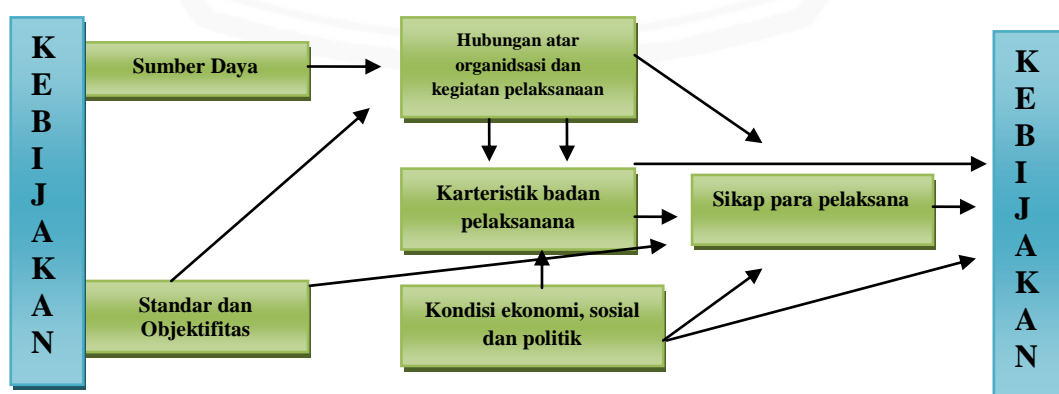 K
E
B
I
J
A
K
A
N
Sumber Daya
Standar dan
Objektifitas
Hubungan atar
organidsasi dan
kegiatan pelaksanaan
Karteristik badan
pelaksanana
Kondisi ekonomi, sosial
dan politik
Sikap para pelaksana
K
E
B
I
J
A
K
A
N